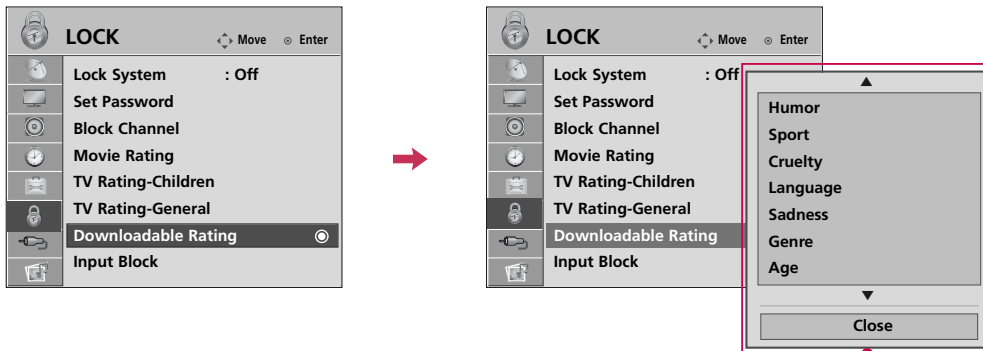 LOCK Move Enter
Lock System : Off
Set Password
Block Channel
Movie Rating
TV Rating-Children
TV Rating-General
Downloadable Rating
Input Block
LOCK Move Enter
Lock System : Off
Set Password
Block Channel
Movie Rating
TV Rating-Children
TV Rating-General
Downloadable Rating
Input Block
Humor
Sport
Cruelty
Language
Sadness
Genre
Age
Close